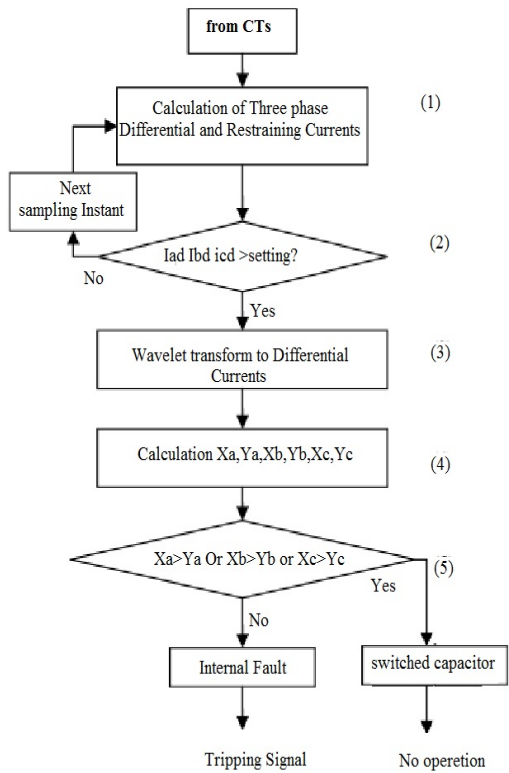 from CTs
Calculation of Three phase
Differential and Restraining Currents
(1)
Next
sampling Instant
Iad Ibd icd >setting?
(2)
No
Yes
Wavelet transform to Differential
Currents
(3)
Calculation Xa,Ya,Xb,Yb,Xc,Yc
(4)
Xa>Ya Or Xb>Yb or Xc>Yc
(5)
Yes
No
Internal Fault
switched capacitor
Tripping Signal
No operetion